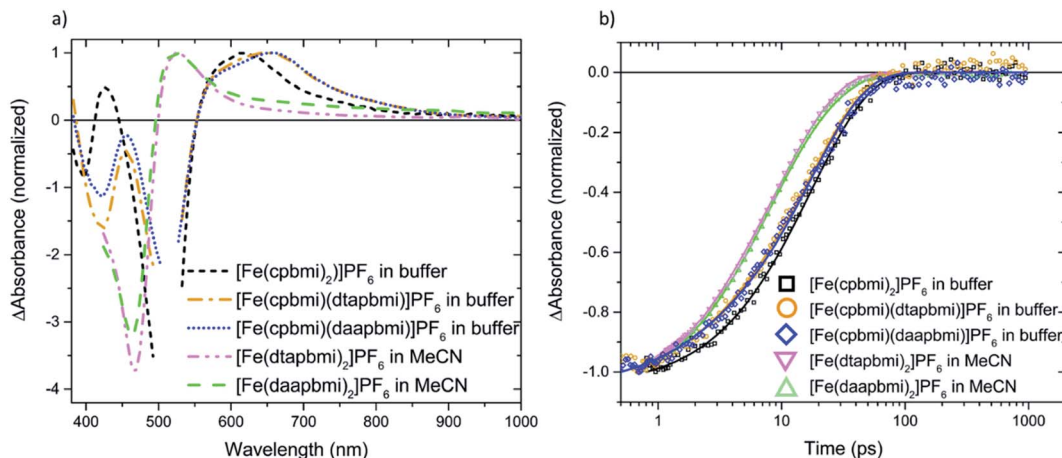 a)
ΔAbsorbance (normalized)
1
0
-1
-2
-3
-4
[Fe(cpbmi)2)]PF6 in buffer
[Fe(cpbmi)(dtapbmi)]PF6 in buffer
[Fe(cpbmi)(daapbmi)]PF6 in buffer
[Fe(dtapbmi)2]PF6 in MeCN
[Fe(daapbmi)2]PF6 in MeCN
400 500 600 700 800 900 1000
Wavelength (nm)
b)
ΔAbsorbance (normalized)
0.0
-0.2
-0.4
-0.6
-0.8
-1.0
[Fe(cpbmi)2]PF6 in buffer
[Fe(cpbmi)(dtapbmi)]PF6 in buffer
[Fe(cpbmi)(daapbmi)]PF6 in buffer
[Fe(dtapbmi)2]PF6 in MeCN
[Fe(daapbmi)2]PF6 in MeCN
1 10 100 1000
Time (ps)